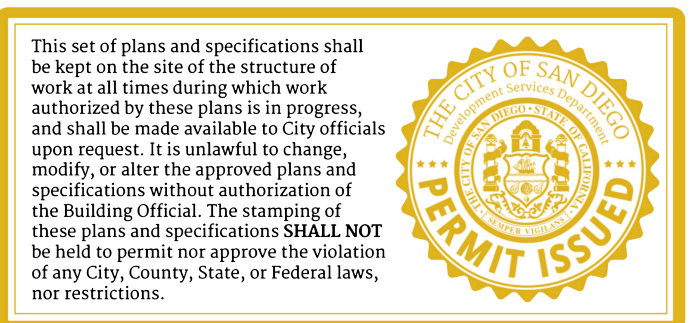 This set of plans and specifications shall
be kept on the site of the structure of
work at all times during which work
authorized by these plans is in progress,
and shall be made available to City officials
upon request. It is unlawful to change,
modify, or alter the approved plans and
specifications without authorization of
the Building Official. The stamping of
these plans and specifications SHALL NOT
be held to permit nor approve the violation
of any City, County, State, or Federal laws,
nor restrictions.
THE CITY OF SAN DIEGO
Development Services Department
THE CITY OF SAN DIEGO • STATE OF CALIFORNIA
SEMPER VIGILANS
PERMIT ISSUED